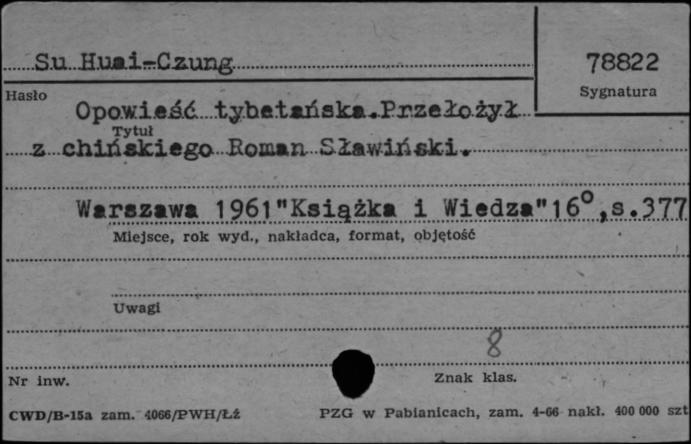 Su Huai-Czung
78822
Hasło
Sygnatura
Opowieść tybetańska.Przełożył
Tytuł
z chińskiego Roman Sławiński.
Warszawa 1961"Książka i Wiedza"16°,s.377
Miejsce, rok wyd., nakładca, format, objętość
Uwagi
8
Nr inw.
Znak klas.
CWD/B-15a zam. 4066/PWH/Łź
PZG w Pabianicach, zam. 4-66 nakł. 400 000 szt